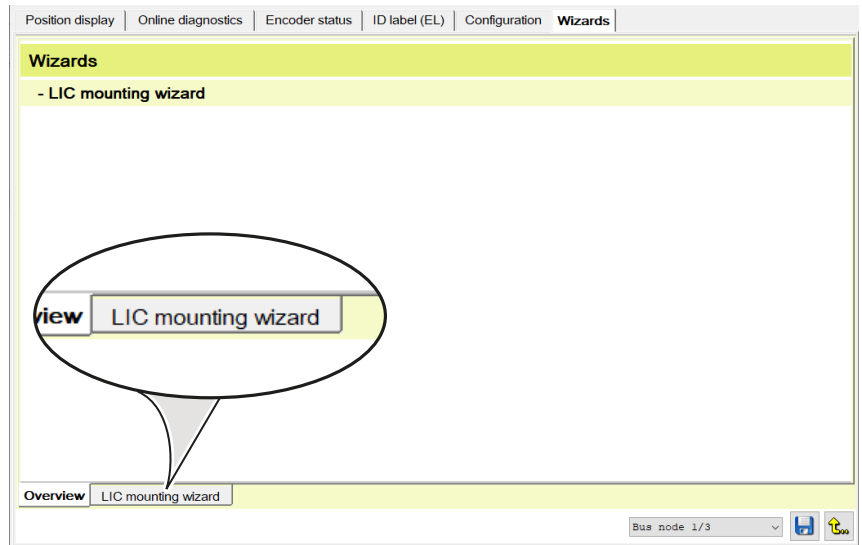 Position display Online diagnostics Encoder status ID label (EL) Configuration Wizards
Wizards
- LIC mounting wizard
view LIC mounting wizard
Overview LIC mounting wizard
Bus node 1/3